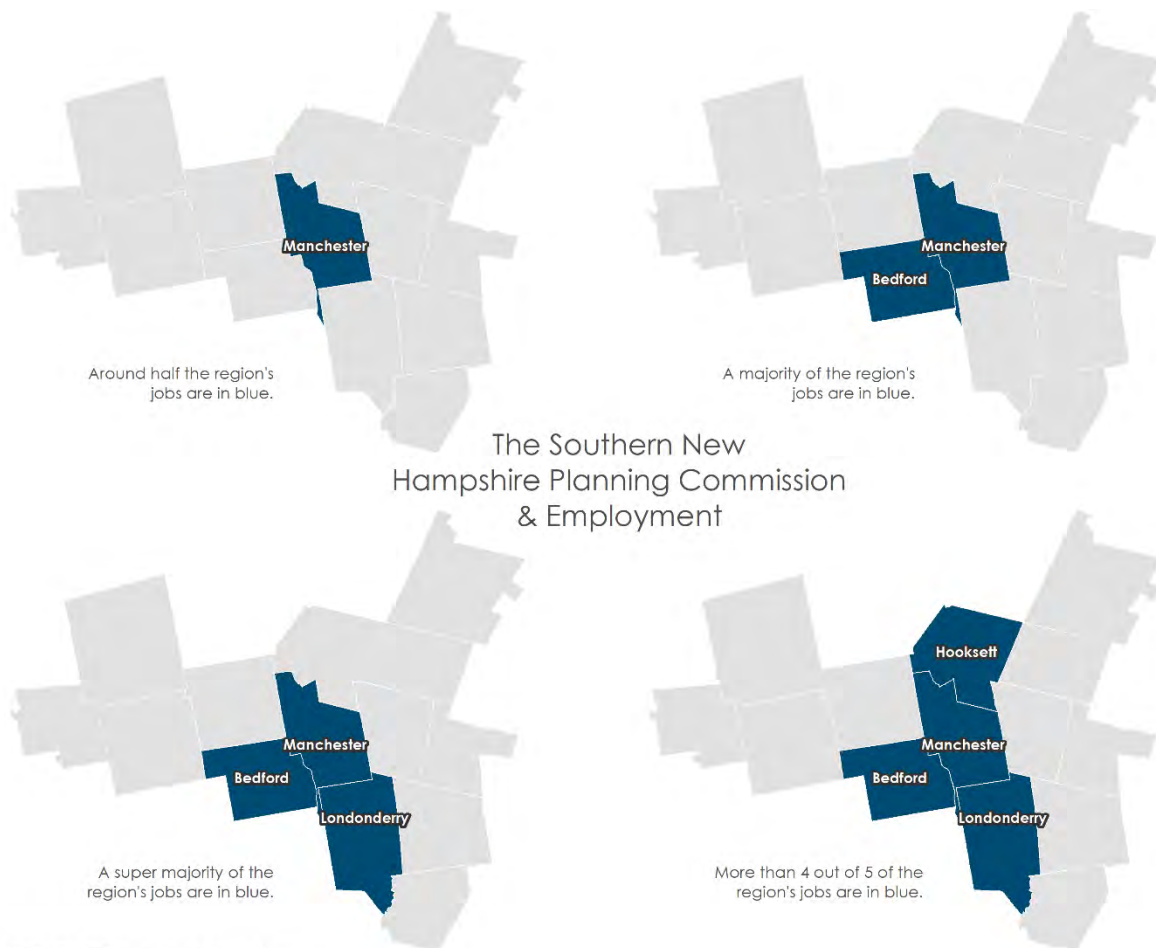 Manchester
Around half the region's
jobs are in blue.
Manchester
Bedford
A majority of the region's
jobs are in blue.
The Southern New
Hampshire Planning Commission
& Employment
Manchester
Bedford
Londonderry
A super majority of the
region's jobs are in blue.
Hooksett
Manchester
Bedford
Londonderry
More than 4 out of 5 of the
region's jobs are in blue.